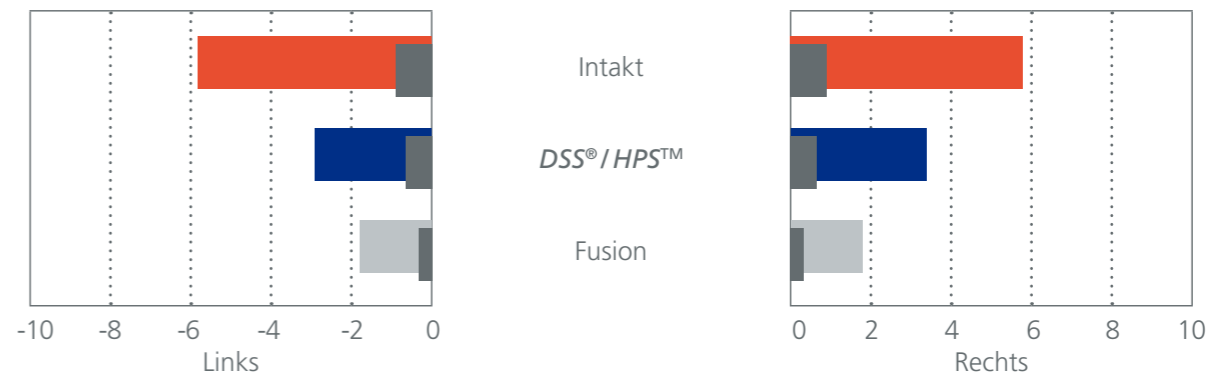 Intakt
DSS® / HPS™
Fusion
-10 -8 -6 -4 -2 0
0 2 4 6 8 10
Links
Rechts